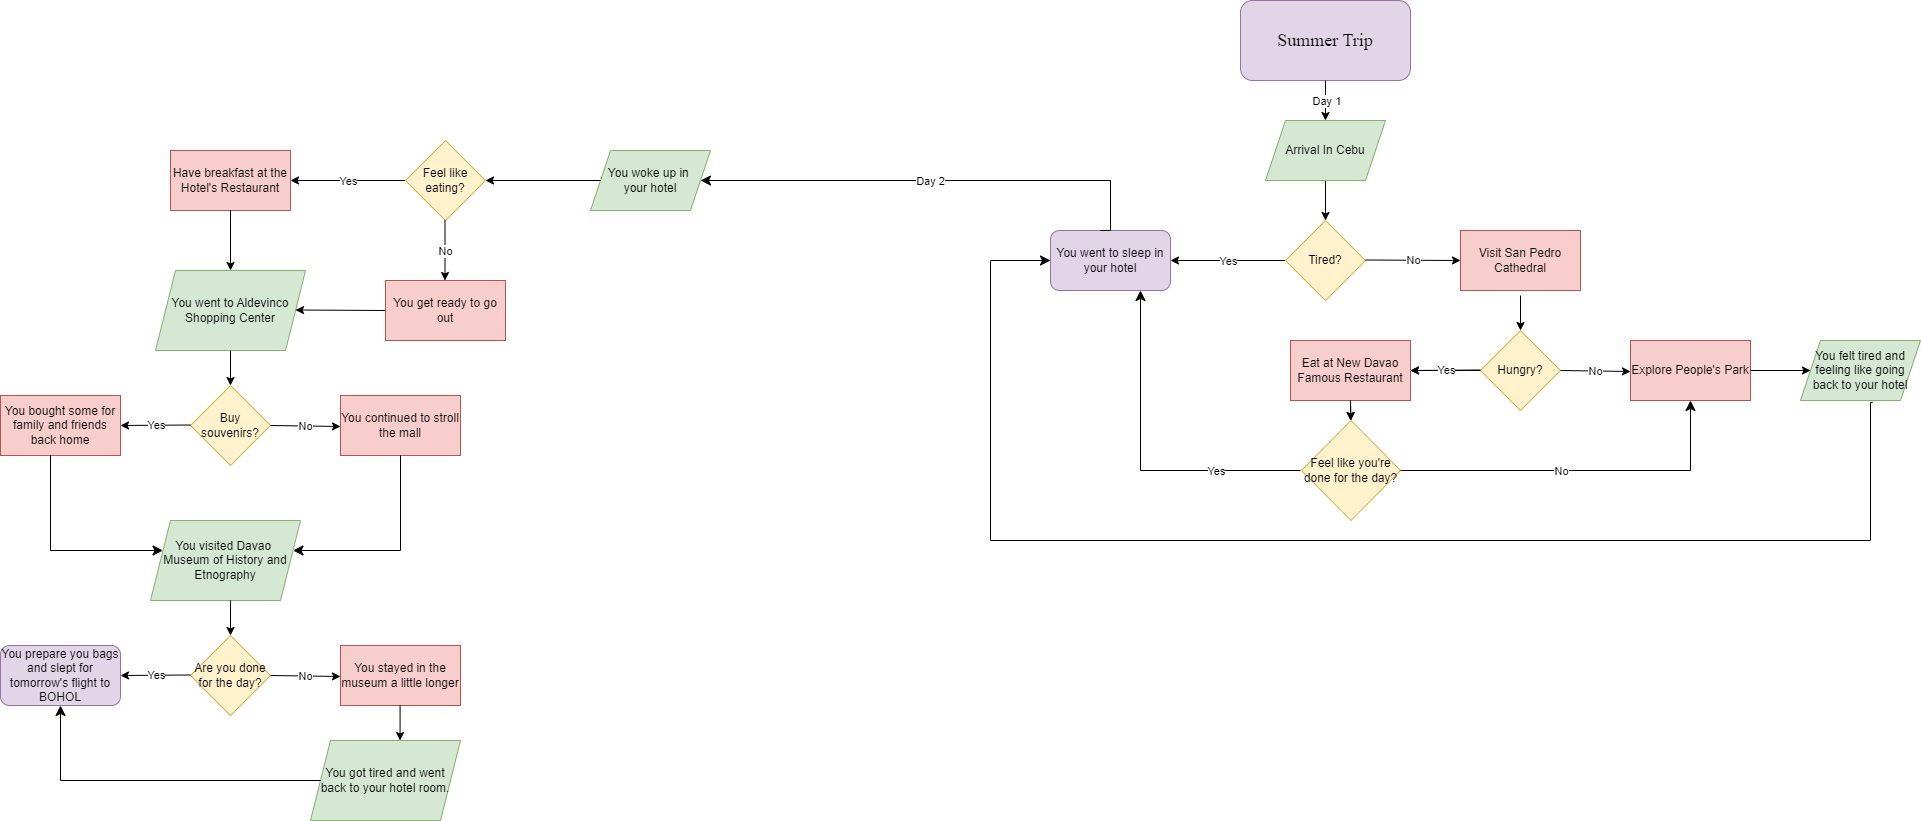 Summer Trip
Day 1
Arrival In Cebu
Tired?
Yes
No
Visit San Pedro
Cathedral
You went to sleep in
your hotel
Hungry?
Yes
No
Eat at New Davao
Famous Restaurant
Explore People's Park
You felt tired and
feeling like going
back to your hotel
Feel like you're
done for the day?
Yes
No
Day 2
You woke up in
your hotel
Feel like
eating?
Yes
No
Have breakfast at the
Hotel's Restaurant
You get ready to go
out
You went to Aldevinco
Shopping Center
Buy
souvenirs?
Yes
No
You bought some for
family and friends
back home
You continued to stroll
the mall
You visited Davao
Museum of History and
Etnography
Are you done
for the day?
Yes
No
You prepare you bags
and slept for
tomorrow's flight to
BOHOL
You stayed in the
museum a little longer
You got tired and went
back to your hotel room.